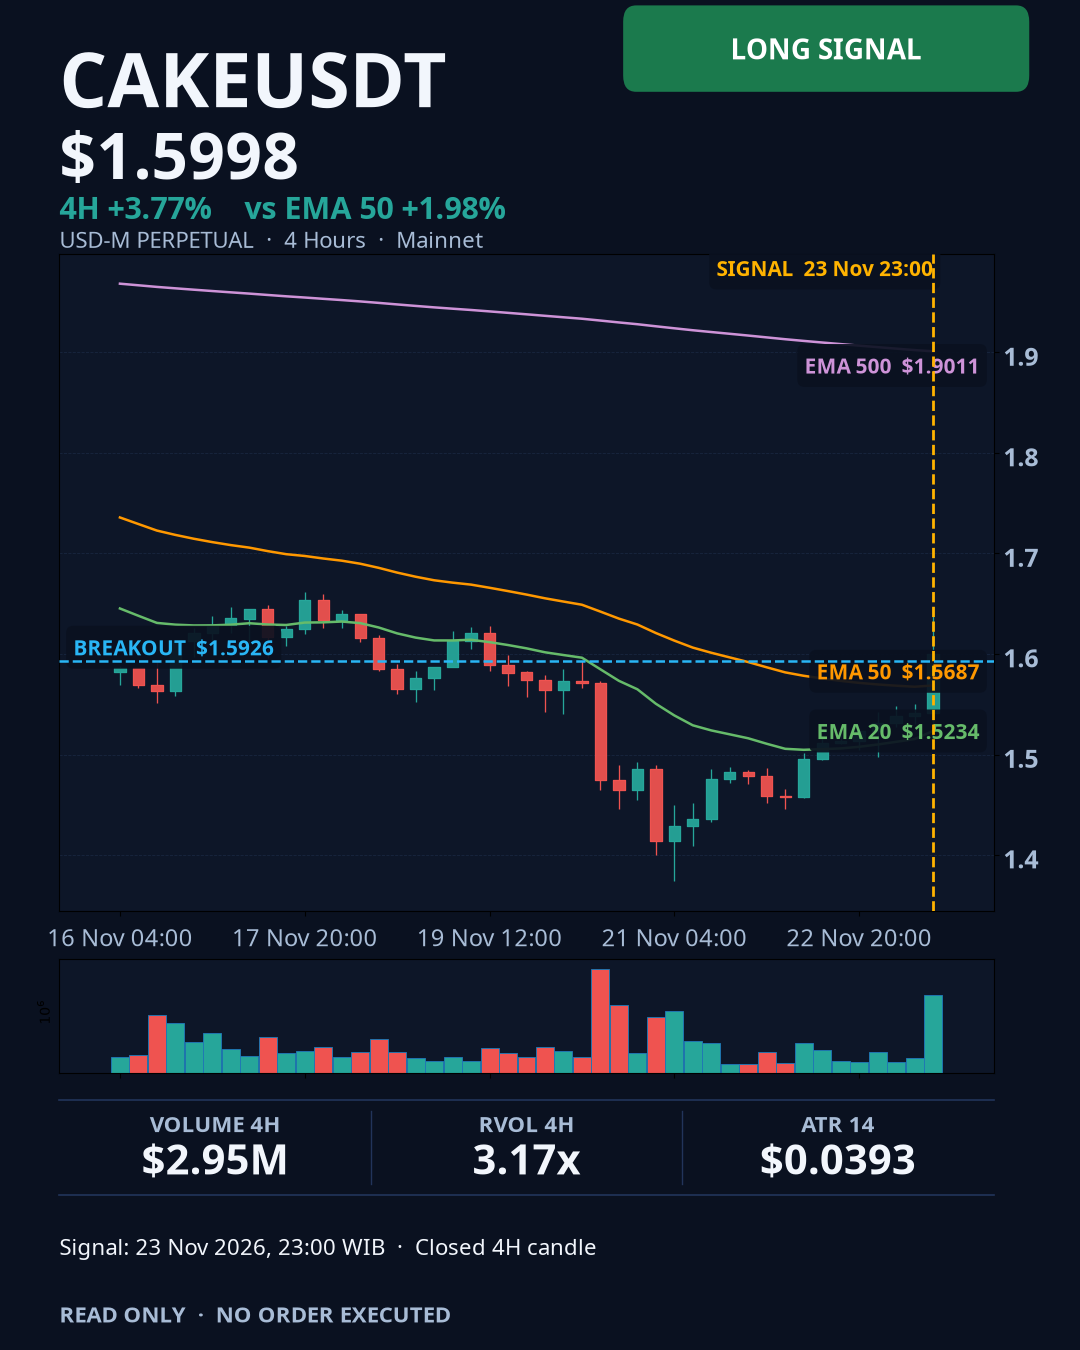 LONG SIGNAL
CAKEUSDT
$1.5998
4H +3.77% vs EMA 50 +1.98%
USD-M PERPETUAL · 4 Hours · Mainnet
SIGNAL 23 Nov 23:00
EMA 500 $1.9011
1.9
1.8
1.7
BREAKOUT $1.5926
1.6
EMA 50 $1.5687
EMA 20 $1.5234
1.5
1.4
16 Nov 04:00 17 Nov 20:00 19 Nov 12:00 21 Nov 04:00 22 Nov 20:00
10⁶
VOLUME 4H RVOL 4H ATR 14
$2.95M 3.17x $0.0393
Signal: 23 Nov 2026, 23:00 WIB · Closed 4H candle
READ ONLY · NO ORDER EXECUTED